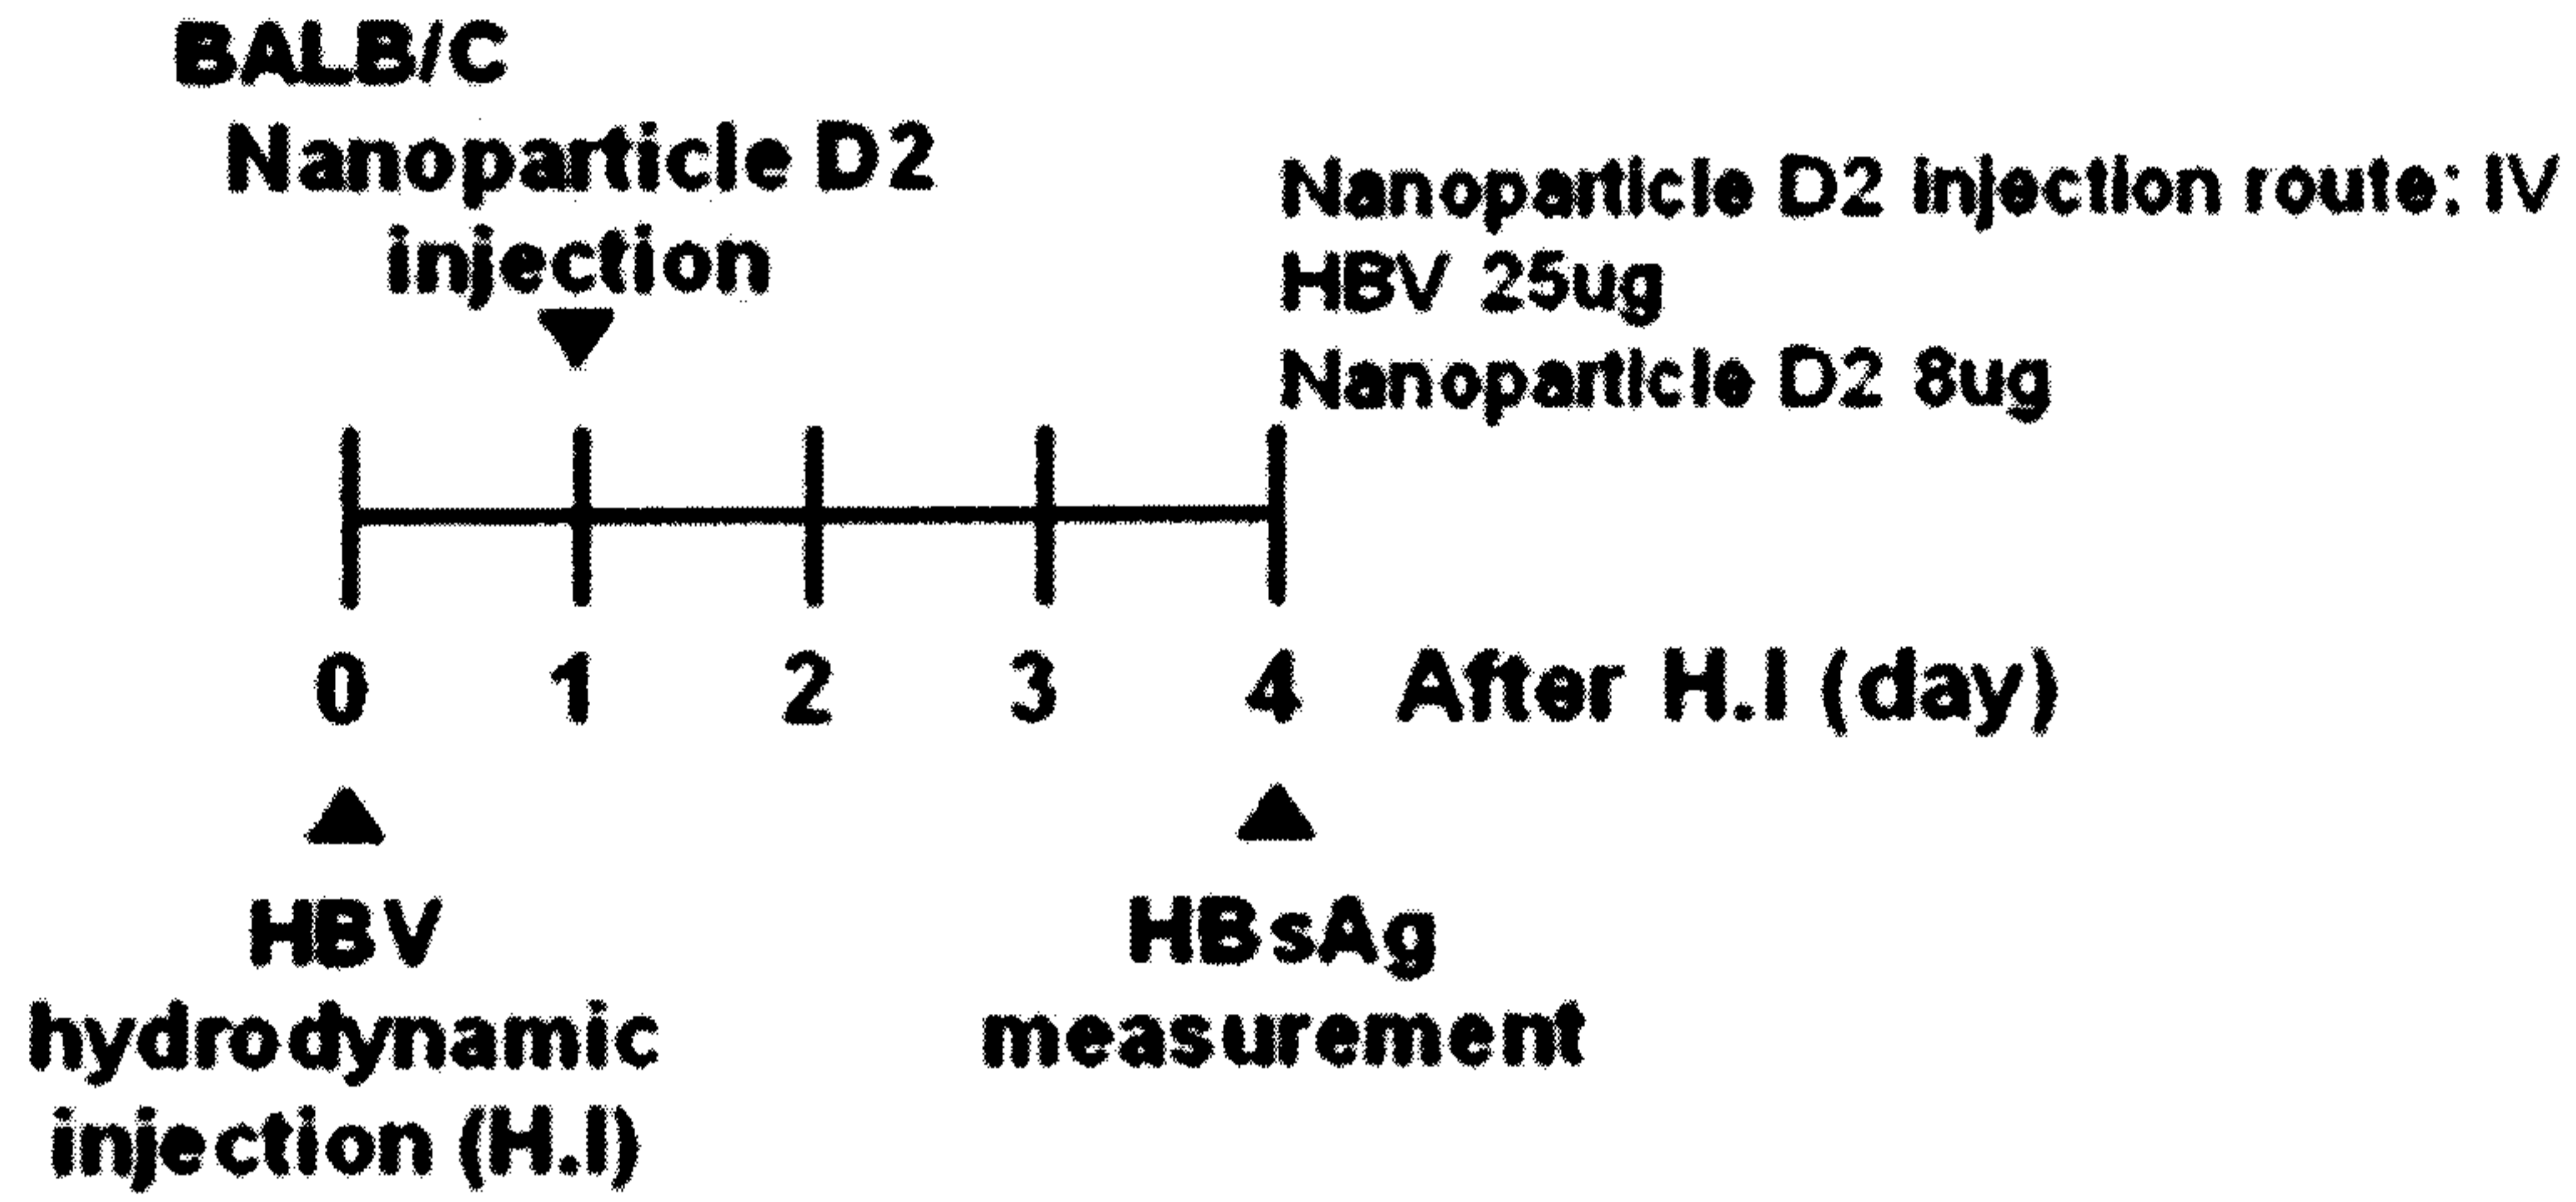 BALB/C
Nanoparticle D2
injection
Nanoparticle D2 injection route: IV
HBV 25ug
Nanoparticle D2 8ug
0 1 2 3 4 After H.I (day)
HBV
hydrodynamic
injection (H.I)
HBsAg
measurement